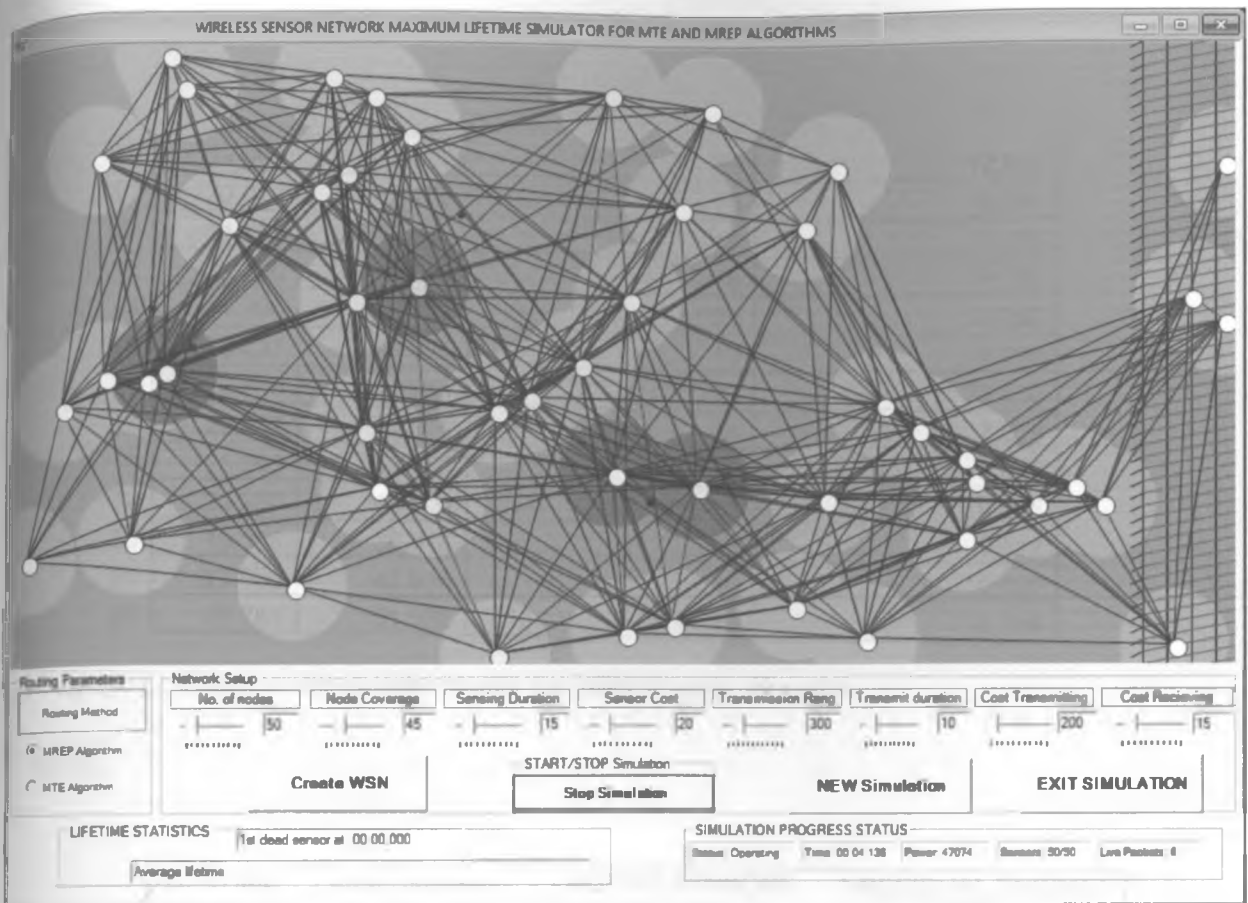 WIRELESS SENSOR NETWORK MAXIMUM LIFETIME SIMULATOR FOR MTE AND MREP ALGORITHMS
Routing Parameters
Routing Method
MREP Algorithm
MTE Algorithm
Network Setup
No. of nodes Node Coverage Sensing Duration Sensor Cost Transmission Rang Transmit duration Cost Transmitting Cost Recieving
50 45 15 20 300 10 200 15
START/STOP Simulation
Create WSN Stop Simulation NEW Simulation EXIT SIMULATION
LIFETIME STATISTICS
1st dead sensor at 00 00,000
Average lifetime
SIMULATION PROGRESS STATUS
Status Operating Time 00 04 138 Power 47074 Sensors 50/50 Live Packets 6